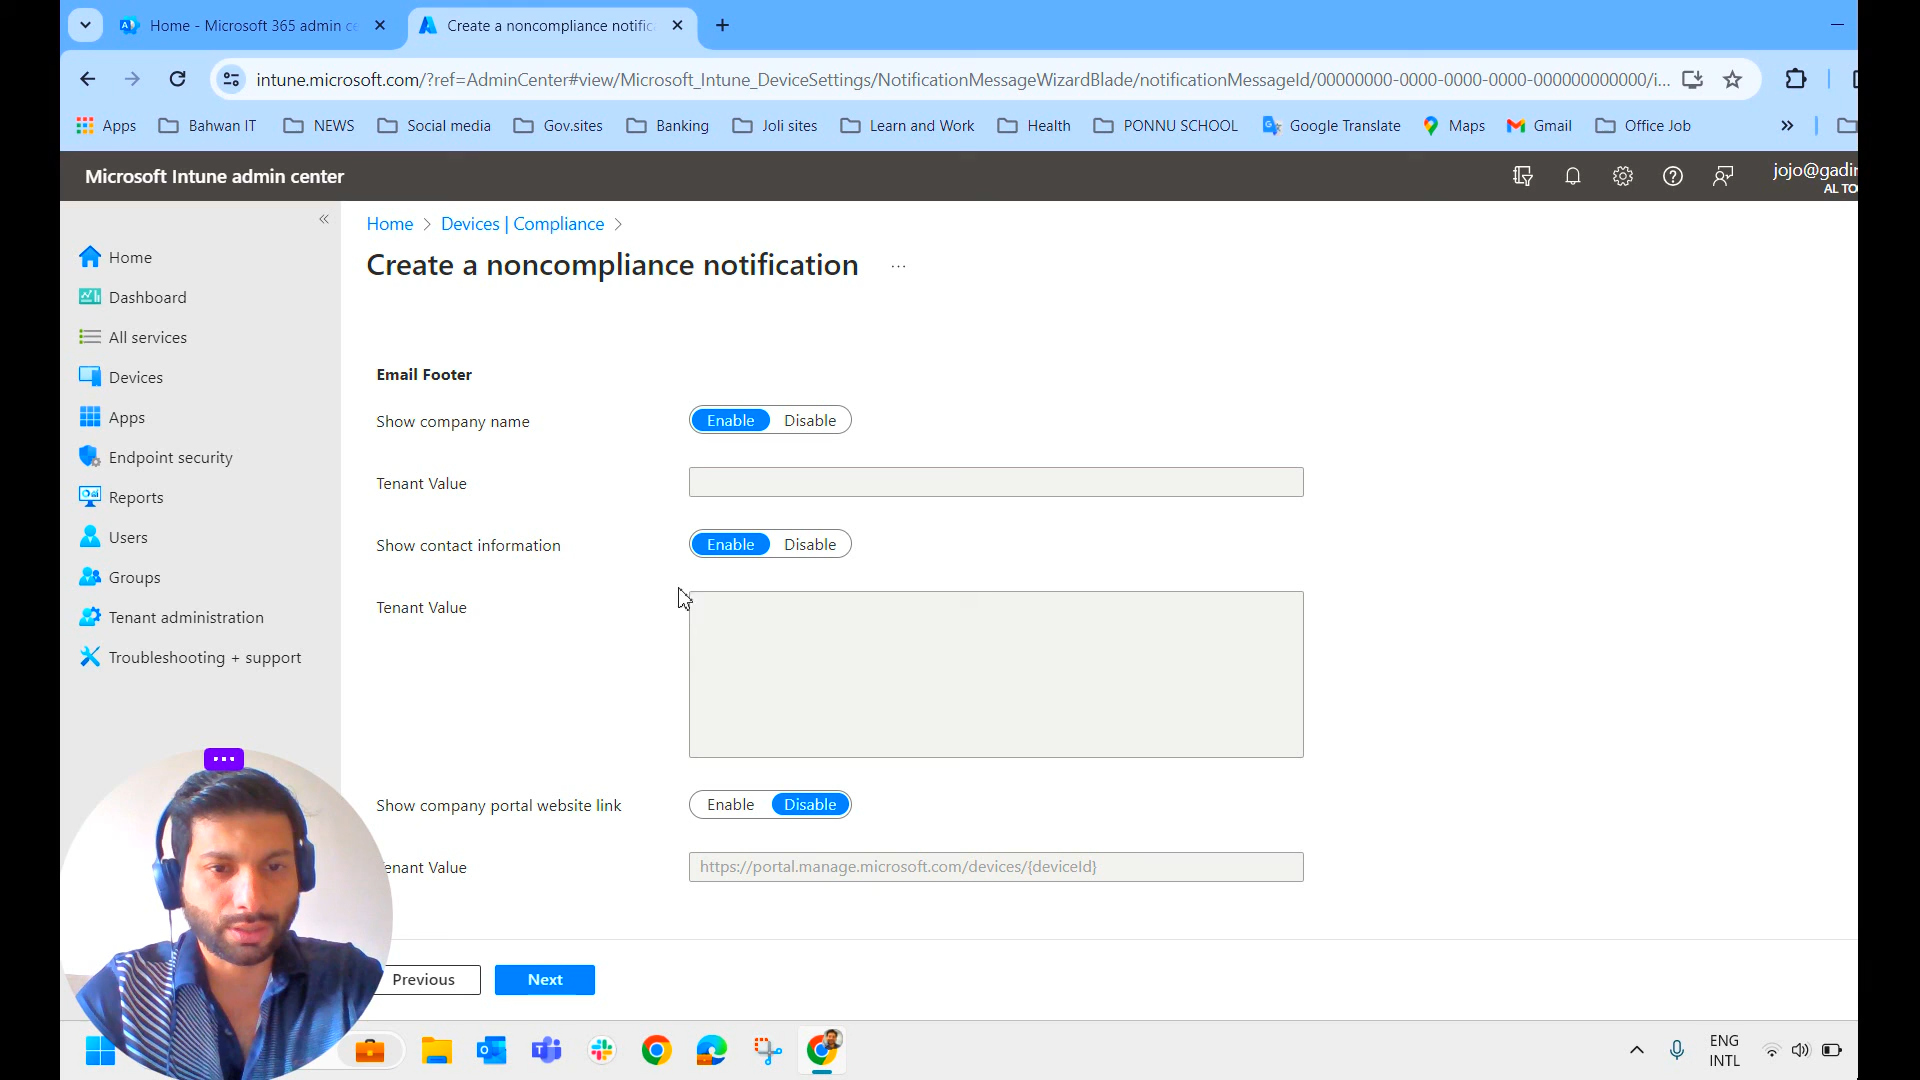 Home - Microsoft 365 admin ce
Create a noncompliance notific
intune.microsoft.com/?ref=AdminCenter#view/Microsoft_Intune_DeviceSettings/NotificationMessageWizardBlade/notificationMessageId/00000000-0000-0000-0000-000000000000/i...
Apps Bahwan IT NEWS Social media Gov.sites Banking Joli sites Learn and Work Health PONNU SCHOOL Google Translate Maps Gmail Office Job
Microsoft Intune admin center
jojo@gadir
AL TO
Home > Devices | Compliance >
Create a noncompliance notification ...
Home
Dashboard
All services
Devices
Apps
Endpoint security
Reports
Users
Groups
Tenant administration
Troubleshooting + support
Email Footer
Show company name Enable Disable
Tenant Value
Show contact information Enable Disable
Tenant Value
Show company portal website link Enable Disable
enant Value https://portal.manage.microsoft.com/devices/{deviceId}
Previous Next
ENG
INTL